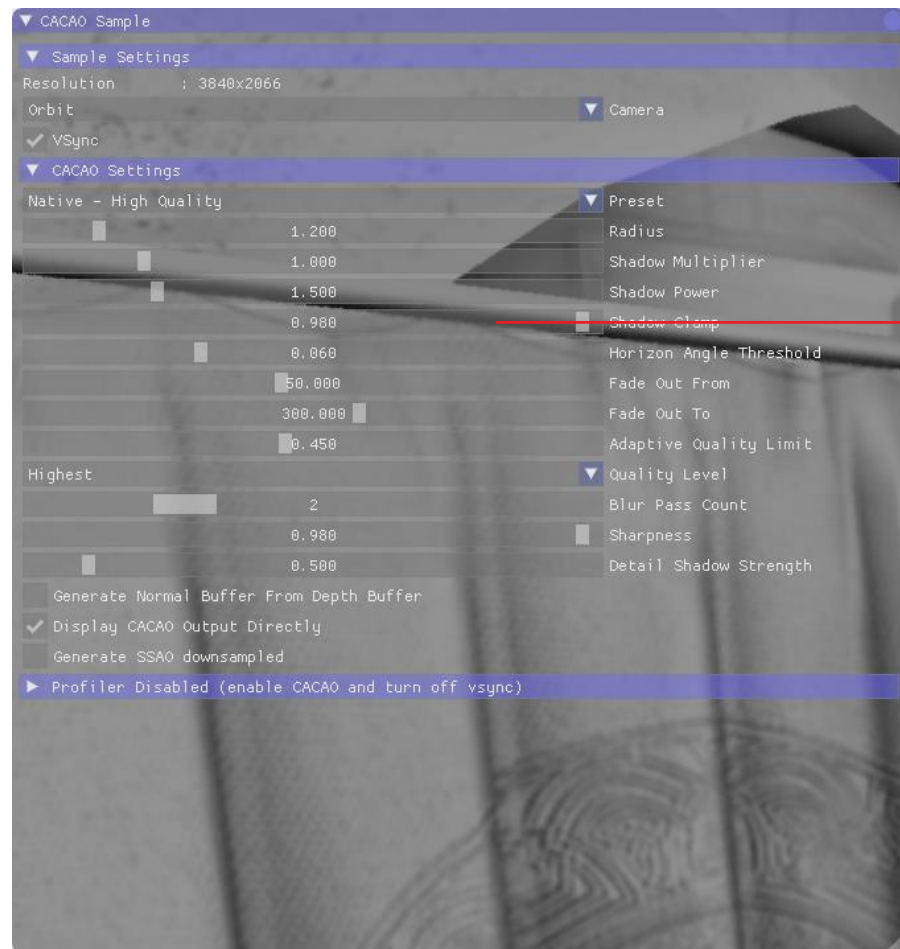 CACAO Sample
Sample Settings
Resolution : 3840x2066
Orbit Camera
VSync
CACAO Settings
Native - High Quality Preset
1.200 Radius
1.000 Shadow Multiplier
1.500 Shadow Power
0.980 Shadow Clamp
0.060 Horizon Angle Threshold
50.000 Fade Out From
300.000 Fade Out To
0.450 Adaptive Quality Limit
Highest Quality Level
2 Blur Pass Count
0.980 Sharpness
0.500 Detail Shadow Strength
Generate Normal Buffer From Depth Buffer
Display CACAO Output Directly
Generate SSAO downsampled
Profiler Disabled (enable CACAO and turn off vsync)